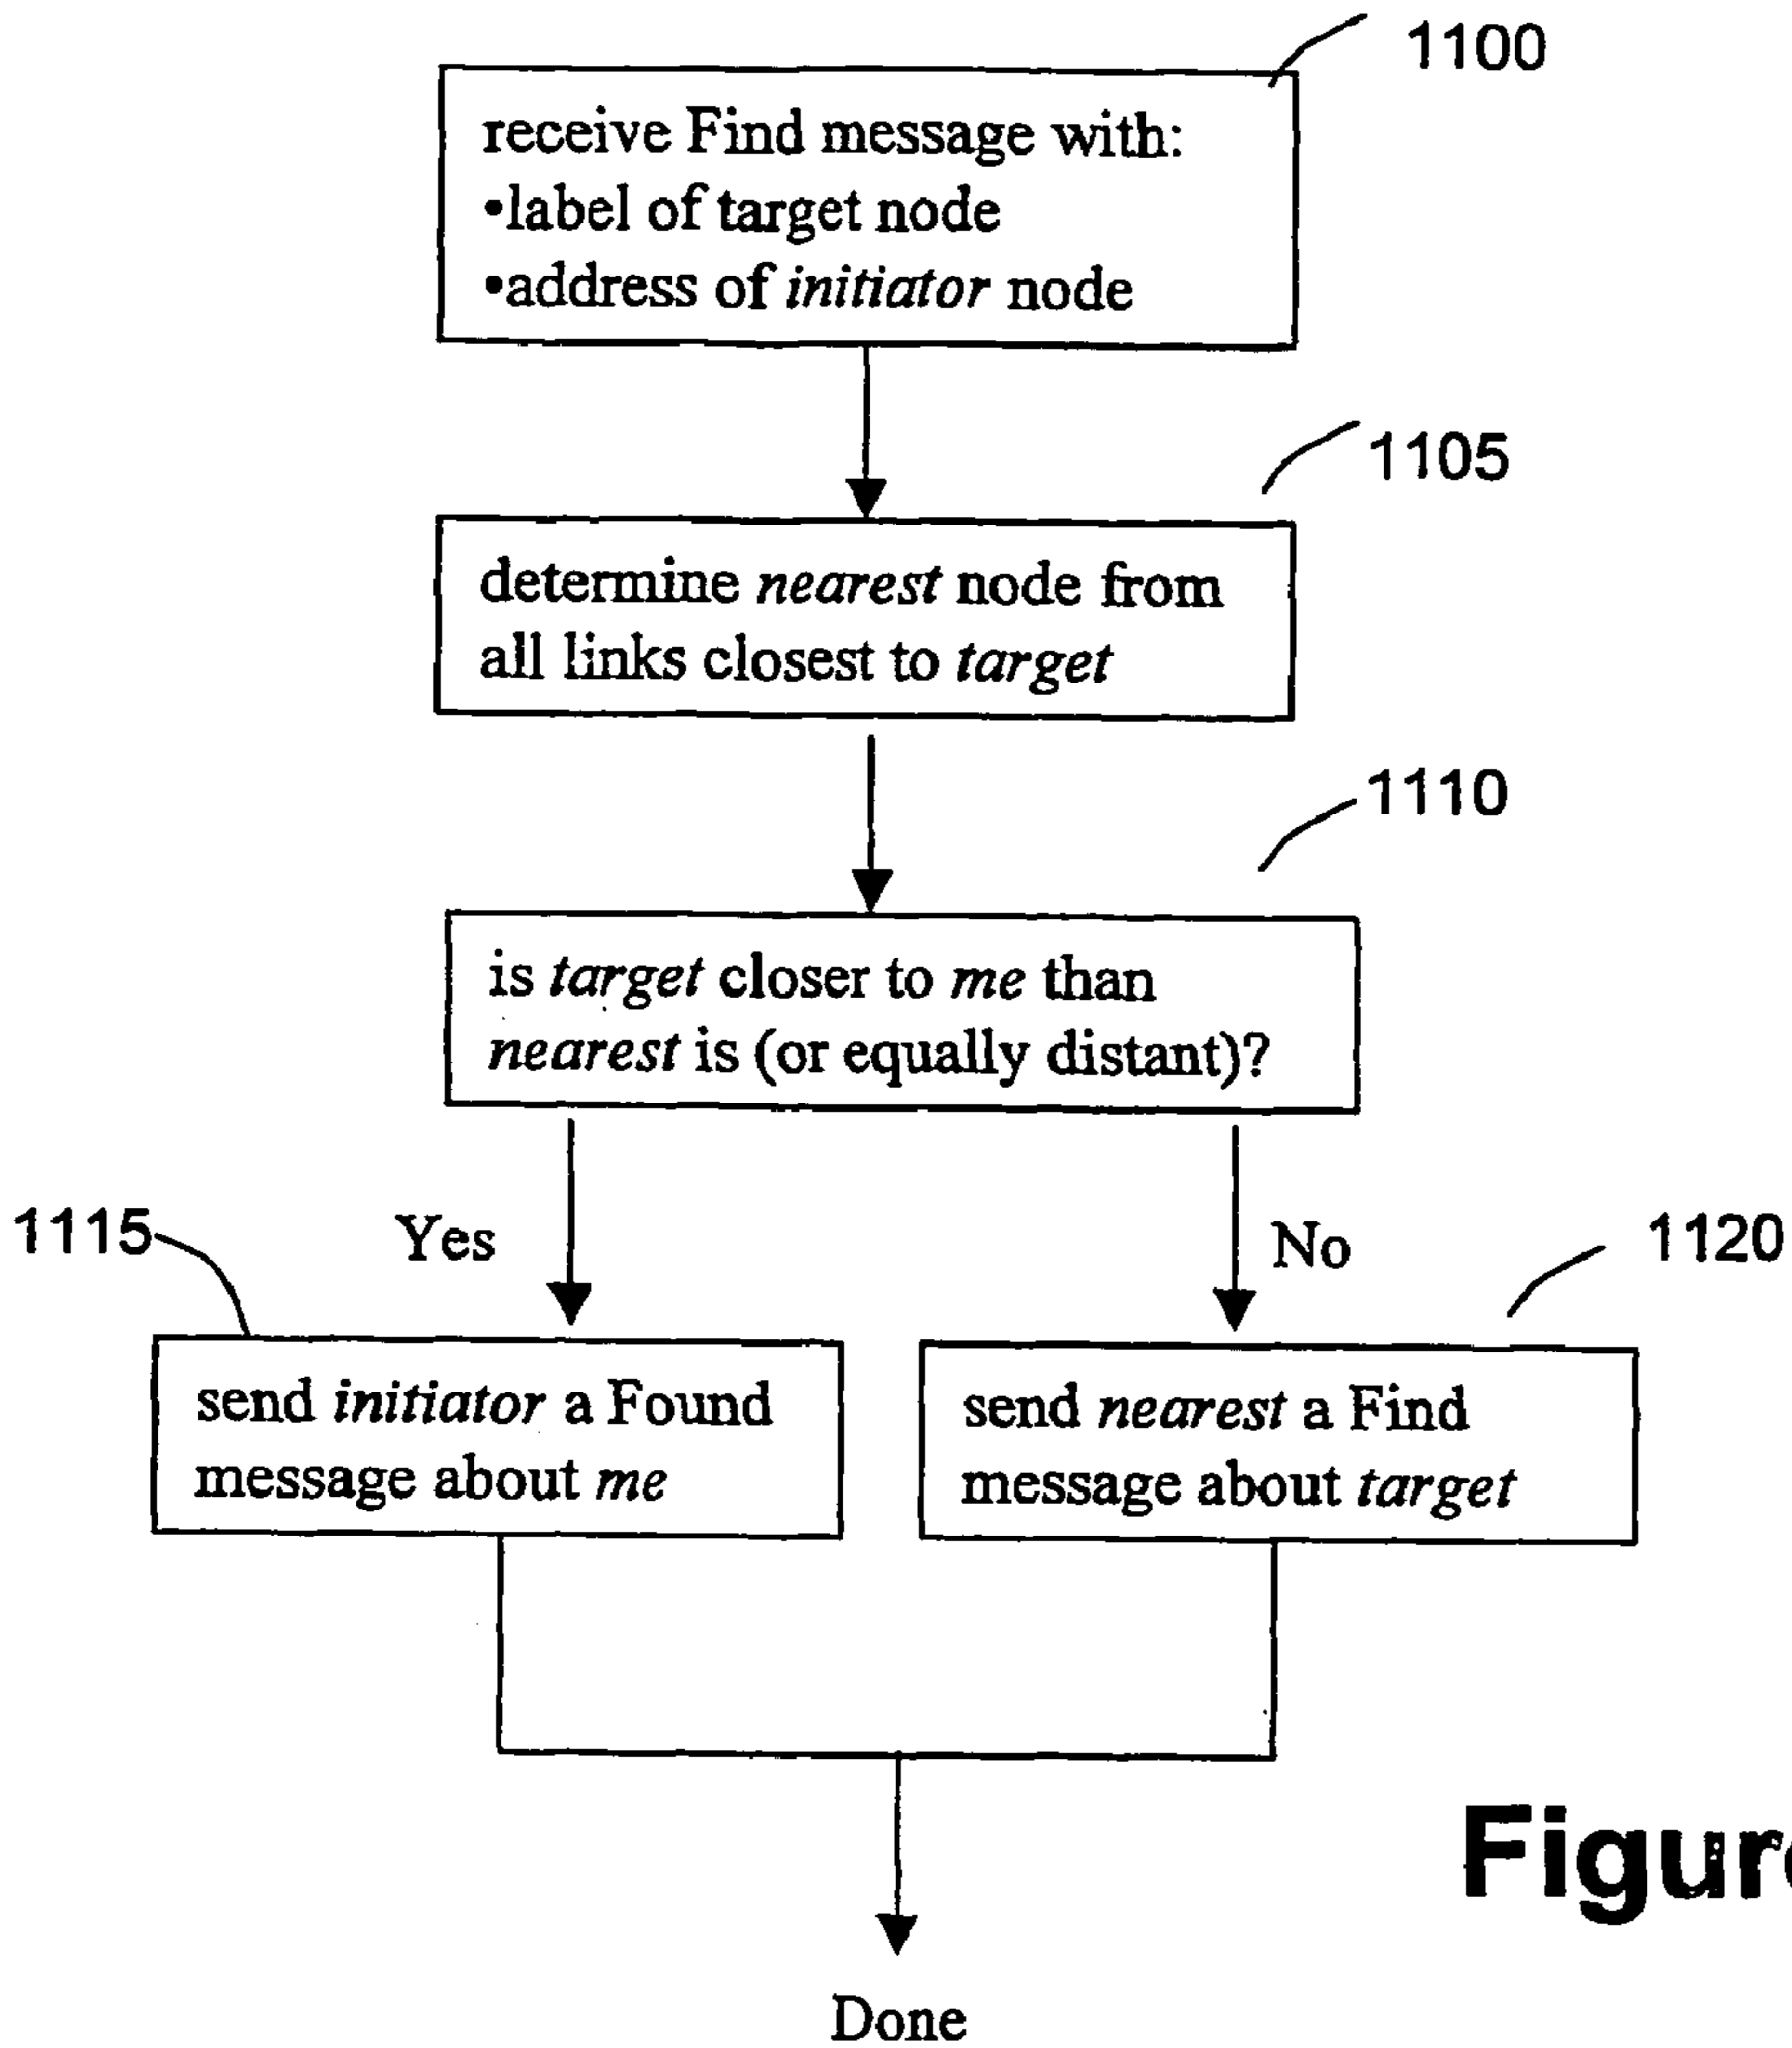 1100
receive Find message with:
•label of target node
•address of initiator node
1105
determine nearest node from
all links closest to target
1110
is target closer to me than
nearest is (or equally distant)?
1115
Yes
No
1120
send initiator a Found
message about me
send nearest a Find
message about target
Done